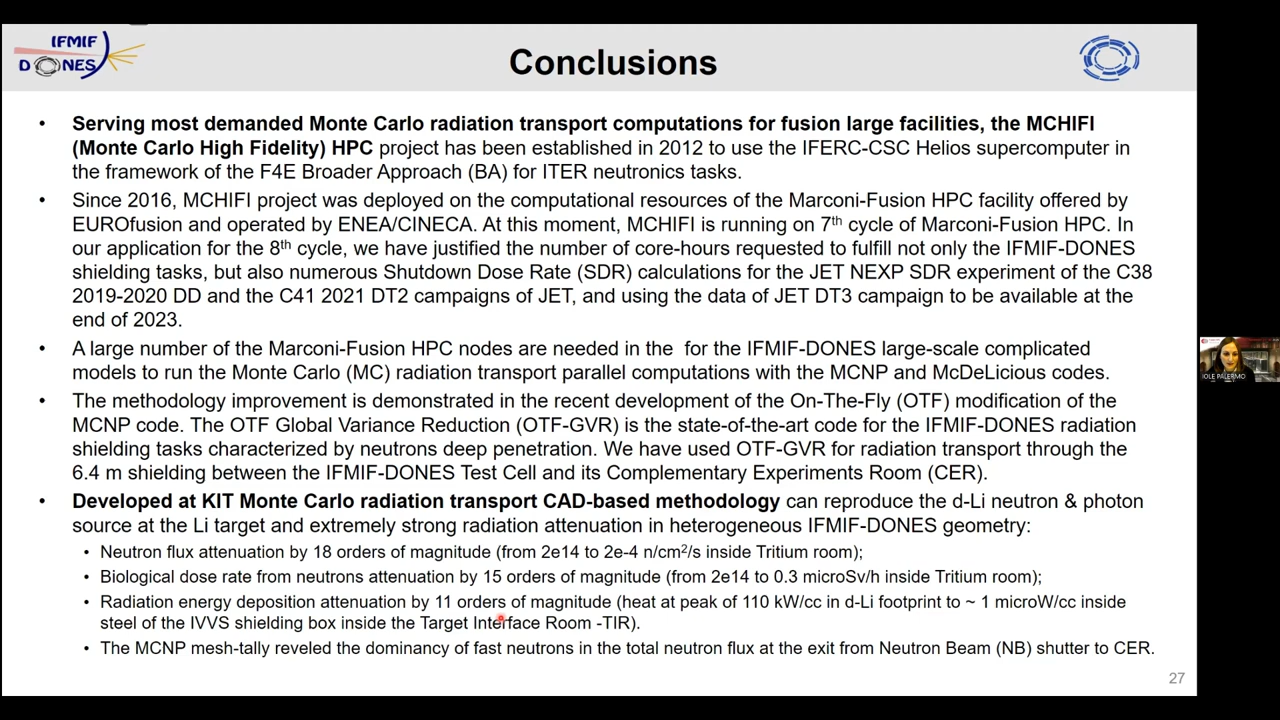 IFMIF
DONES
Conclusions
• Serving most demanded Monte Carlo radiation transport computations for fusion large facilities, the MCHIFI
(Monte Carlo High Fidelity) HPC project has been established in 2012 to use the IFERC-CSC Helios supercomputer in
the framework of the F4E Broader Approach (BA) for ITER neutronics tasks.
• Since 2016, MCHIFI project was deployed on the computational resources of the Marconi-Fusion HPC facility offered by
EUROfusion and operated by ENEA/CINECA. At this moment, MCHIFI is running on 7th cycle of Marconi-Fusion HPC. In
our application for the 8th cycle, we have justified the number of core-hours requested to fulfill not only the IFMIF-DONES
shielding tasks, but also numerous Shutdown Dose Rate (SDR) calculations for the JET NEXP SDR experiment of the C38
2019-2020 DD and the C41 2021 DT2 campaigns of JET, and using the data of JET DT3 campaign to be available at the
end of 2023.
• A large number of the Marconi-Fusion HPC nodes are needed in the for the IFMIF-DONES large-scale complicated
models to run the Monte Carlo (MC) radiation transport parallel computations with the MCNP and McDeLicious codes.
• The methodology improvement is demonstrated in the recent development of the On-The-Fly (OTF) modification of the
MCNP code. The OTF Global Variance Reduction (OTF-GVR) is the state-of-the-art code for the IFMIF-DONES radiation
shielding tasks characterized by neutrons deep penetration. We have used OTF-GVR for radiation transport through the
6.4 m shielding between the IFMIF-DONES Test Cell and its Complementary Experiments Room (CER).
• Developed at KIT Monte Carlo radiation transport CAD-based methodology can reproduce the d-Li neutron & photon
source at the Li target and extremely strong radiation attenuation in heterogeneous IFMIF-DONES geometry:
• Neutron flux attenuation by 18 orders of magnitude (from 2e14 to 2e-4 n/cm²/s inside Tritium room);
• Biological dose rate from neutrons attenuation by 15 orders of magnitude (from 2e14 to 0.3 microSv/h inside Tritium room);
• Radiation energy deposition attenuation by 11 orders of magnitude (heat at peak of 110 kW/cc in d-Li footprint to ~ 1 microW/cc inside
steel of the IVVS shielding box inside the Target Interface Room -TIR).
• The MCNP mesh-tally reveled the dominancy of fast neutrons in the total neutron flux at the exit from Neutron Beam (NB) shutter to CER.
27
IOLE PALERMO